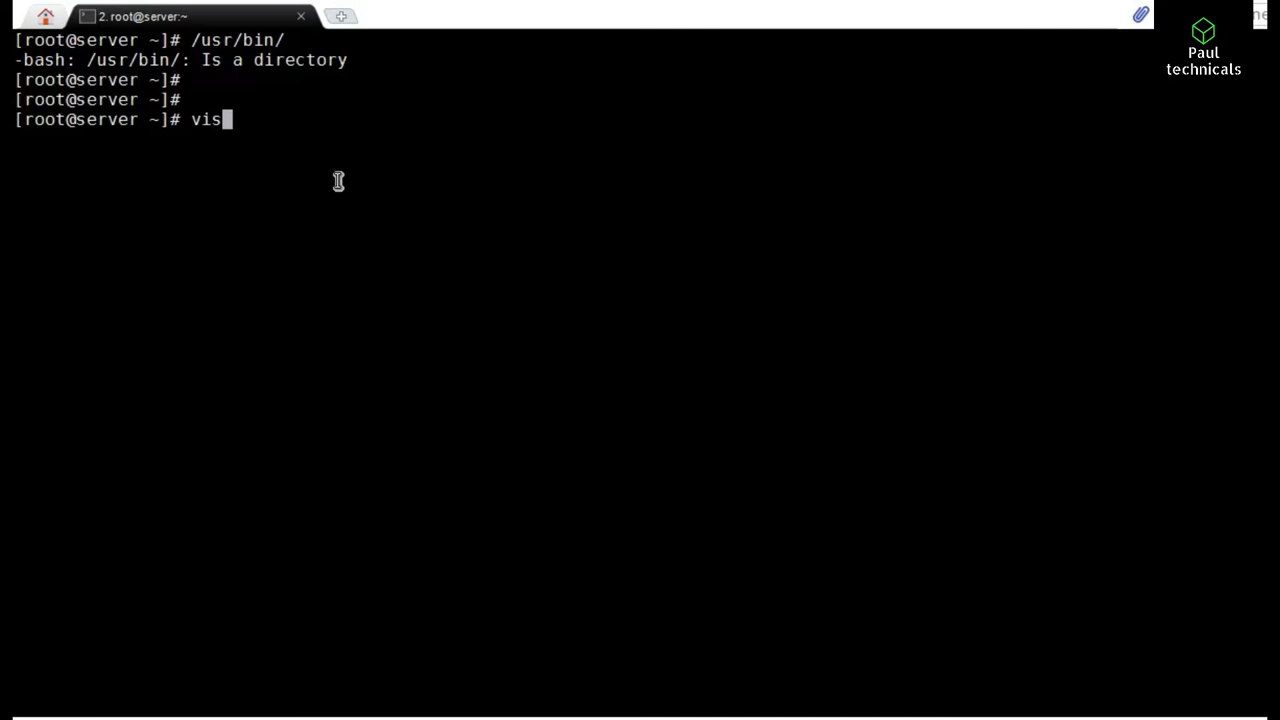 2. root@server:~
[root@server ~]# /usr/bin/
-bash: /usr/bin/: Is a directory
[root@server ~]#
[root@server ~]#
[root@server ~]# vis
Paul
technicals